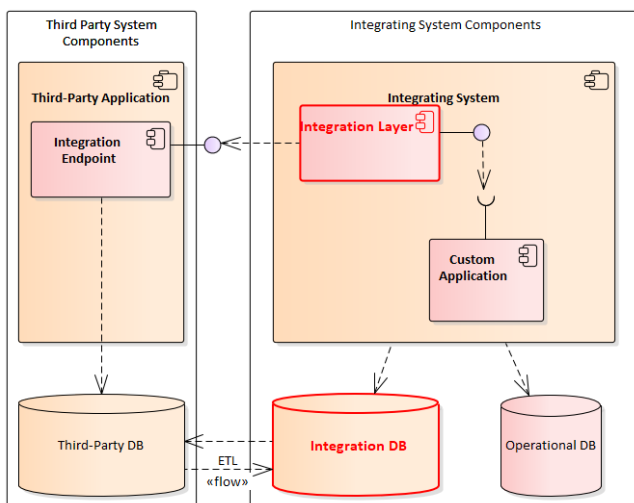 Third Party System
Components
Integrating System Components
Third-Party Application
Integrating System
Integration
Endpoint
Integration Layer
Custom
Application
Third-Party DB
ETL
«flow»
Integration DB
Operational DB